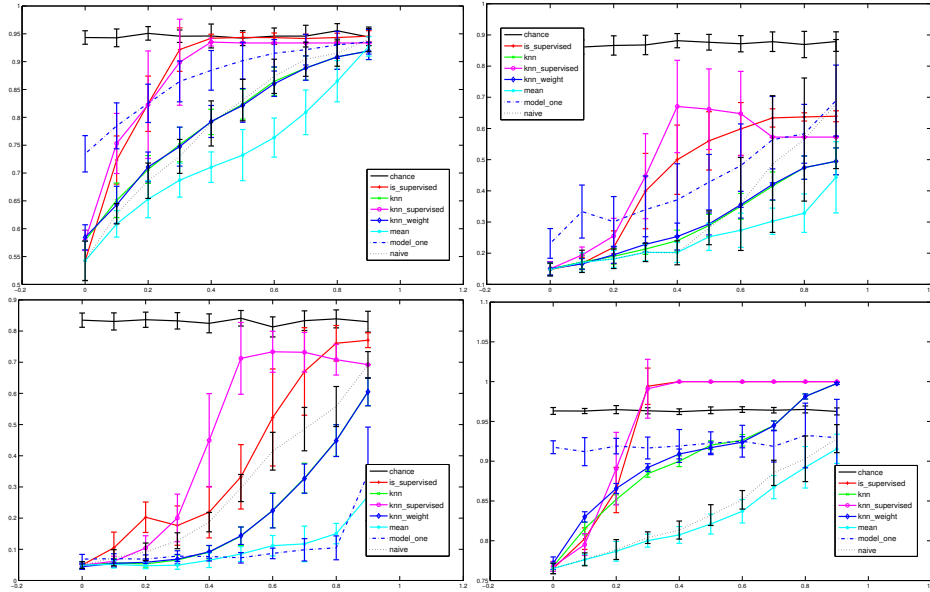 1
0.95
0.9
0.85
0.8
0.75
0.7
0.65
0.6
0.55
0.5
-0.2 0 0.2 0.4 0.6 0.8 1 1.2
chance
is_supervised
knn
knn_supervised
knn_weight
mean
model_one
naive
1
0.9
0.8
0.7
0.6
0.5
0.4
0.3
0.2
0.1
-0.2 0 0.2 0.4 0.6 0.8 1 1.2
chance
is_supervised
knn
knn_supervised
knn_weight
mean
model_one
naive
0.9
0.8
0.7
0.6
0.5
0.4
0.3
0.2
0.1
0
-0.2 0 0.2 0.4 0.6 0.8 1 1.2
chance
is_supervised
knn
knn_supervised
knn_weight
mean
model_one
naive
1.1
1.05
1
0.95
0.9
0.85
0.8
0.75
-0.2 0 0.2 0.4 0.6 0.8 1 1.2
chance
is_supervised
knn
knn_supervised
knn_weight
mean
model_one
naive